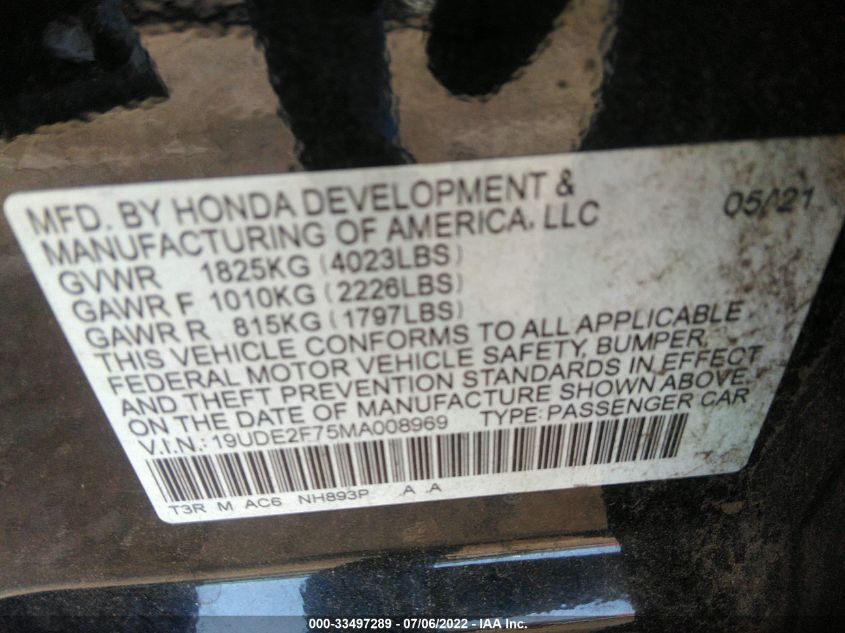 MFD. BY HONDA DEVELOPMENT & 05/21
MANUFACTURING OF AMERICA, LLC
GVWR 1825KG (4023LBS)
GAWR F 1010KG (2226LBS)
GAWR R 815KG (1797LBS)
THIS VEHICLE CONFORMS TO ALL APPLICABLE
FEDERAL MOTOR VEHICLE SAFETY, BUMPER,
AND THEFT PREVENTION STANDARDS IN EFFECT
ON THE DATE OF MANUFACTURE SHOWN ABOVE.
V.I.N.: 19UDE2F75MA008969 TYPE: PASSENGER CAR
T3R M AC6 NH893P A A
000-33497289 - 07/06/2022 - IAA Inc.